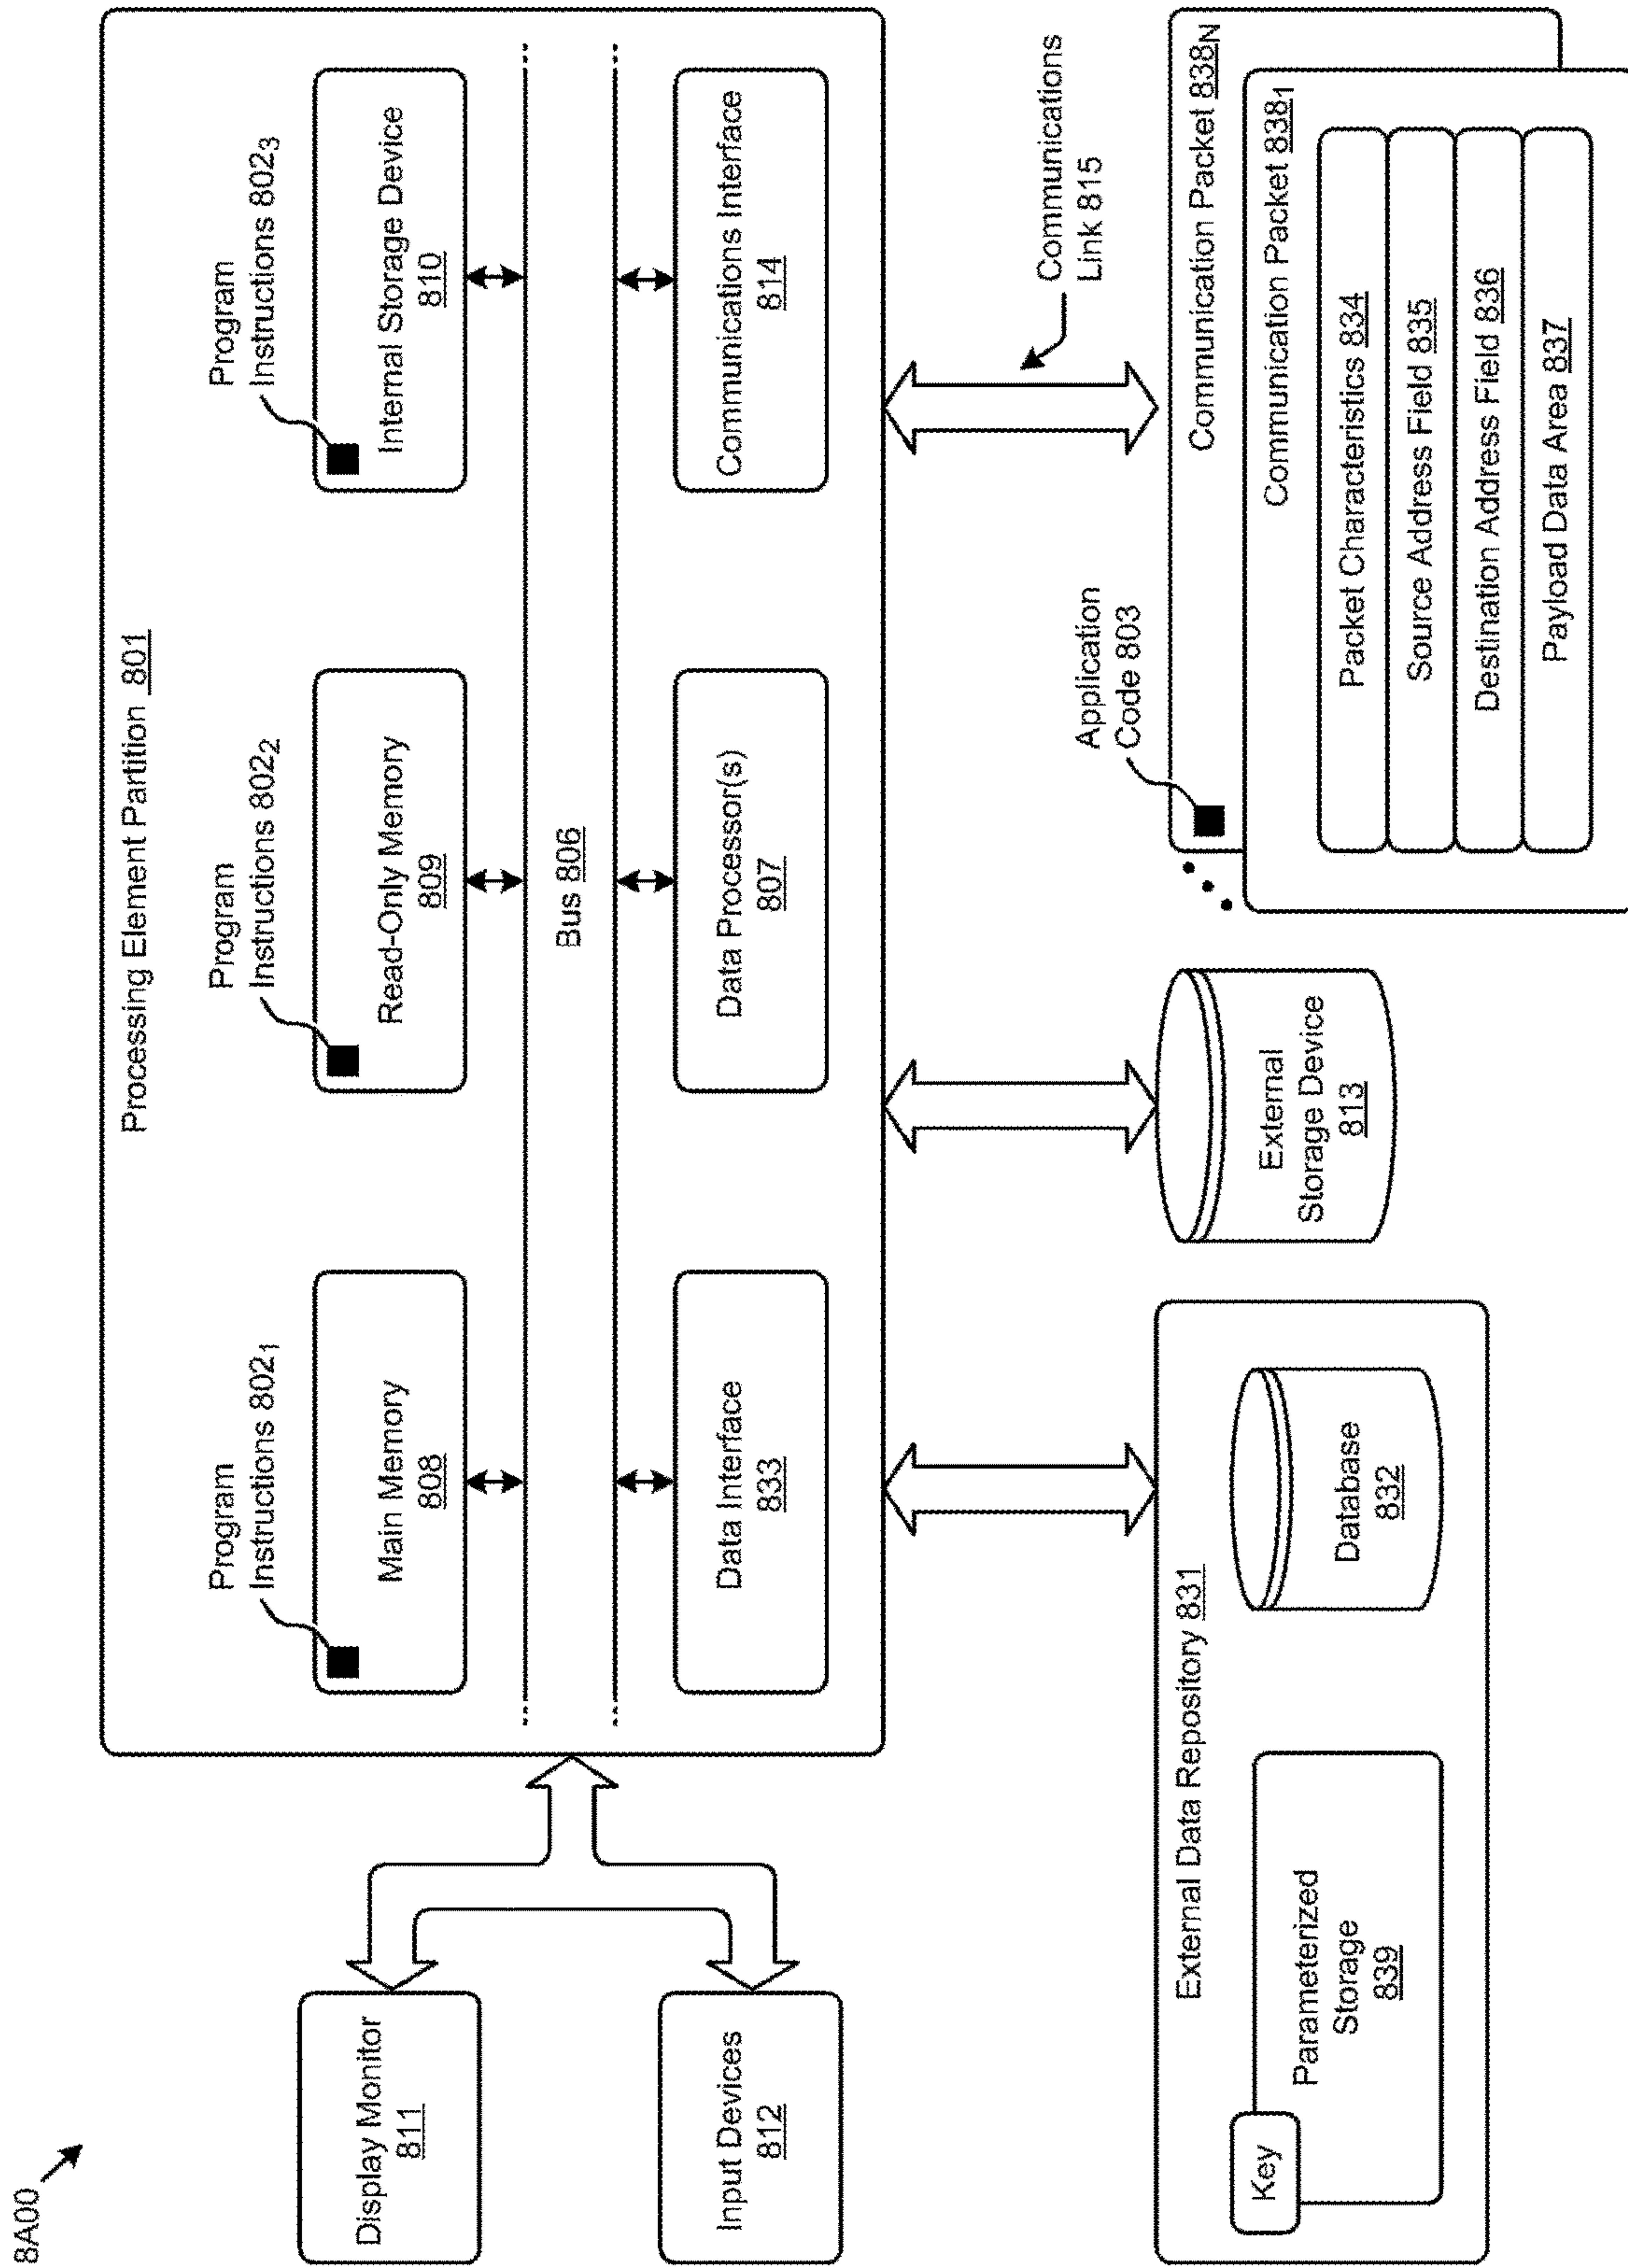 8A00
Processing Element Partition 801
Program
Instructions 802₁
Program
Instructions 802₂
Program
Instructions 802₃
Main Memory
808
Read-Only Memory
809
Internal Storage Device
810
Bus 806
Data Interface
833
Data Processor(s)
807
Communications Interface
814
Display Monitor
811
Input Devices
812
Communications
Link 815
External Data Repository 831
Key
Parameterized
Storage
839
Database
832
External
Storage Device
813
Application
Code 803
Communication Packet 838N
Communication Packet 838₁
Packet Characteristics 834
Source Address Field 835
Destination Address Field 836
Payload Data Area 837